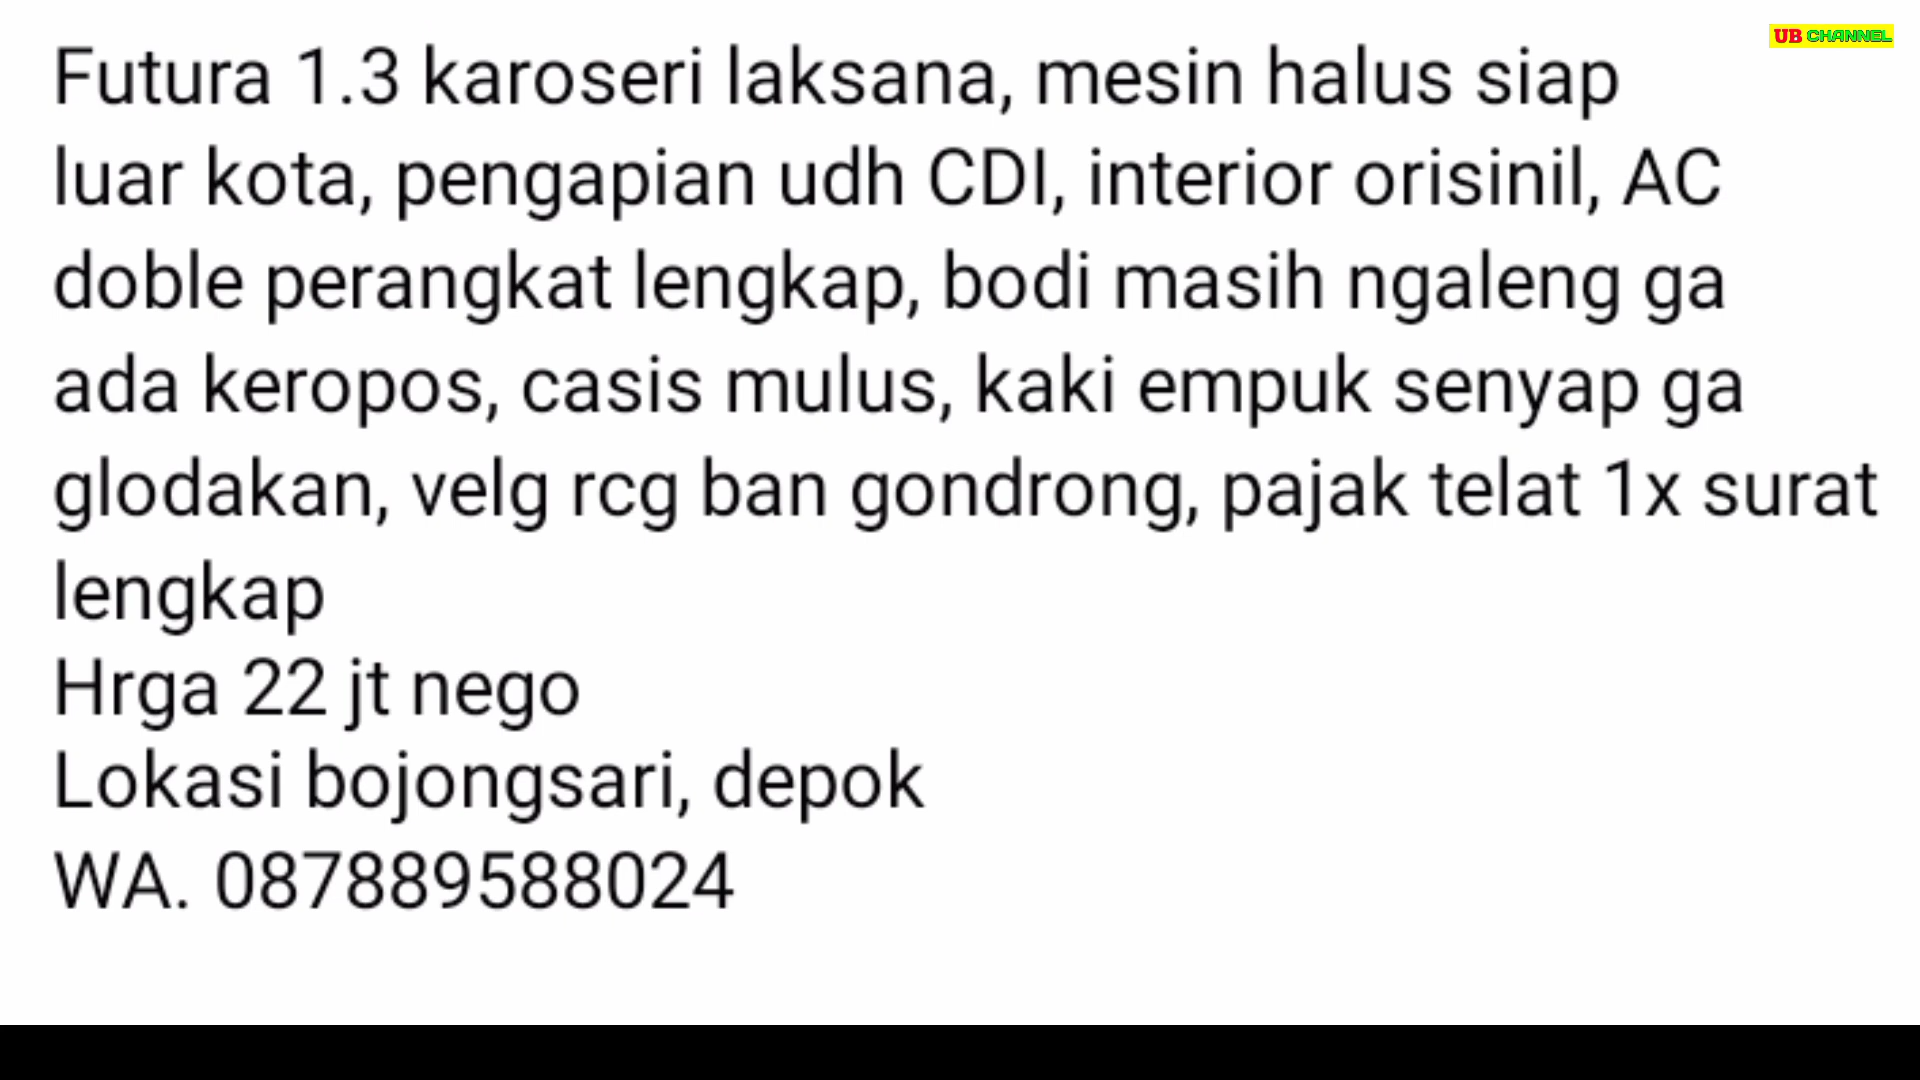 UB CHANNEL
Futura 1.3 karoseri laksana, mesin halus siap
luar kota, pengapian udh CDI, interior orisinil, AC
doble perangkat lengkap, bodi masih ngaleng ga
ada keropos, casis mulus, kaki empuk senyap ga
glodakan, velg rcg ban gondrong, pajak telat 1x surat
lengkap
Hrga 22 jt nego
Lokasi bojongsari, depok
WA. 087889588024